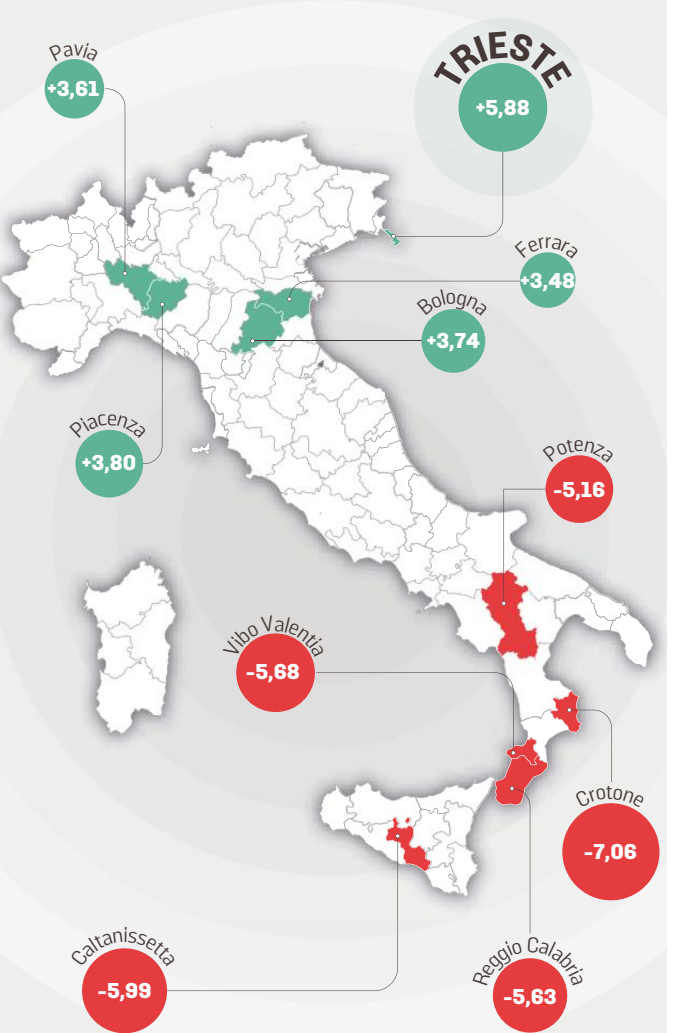 Pavia
+3,61
TRIESTE
+5,88
Ferrara
+3,48
Bologna
+3,74
Piacenza
+3,80
Potenza
-5,16
Vibo Valentia
-5,68
Crotone
-7,06
Caltanissetta
-5,99
Reggio Calabria
-5,63